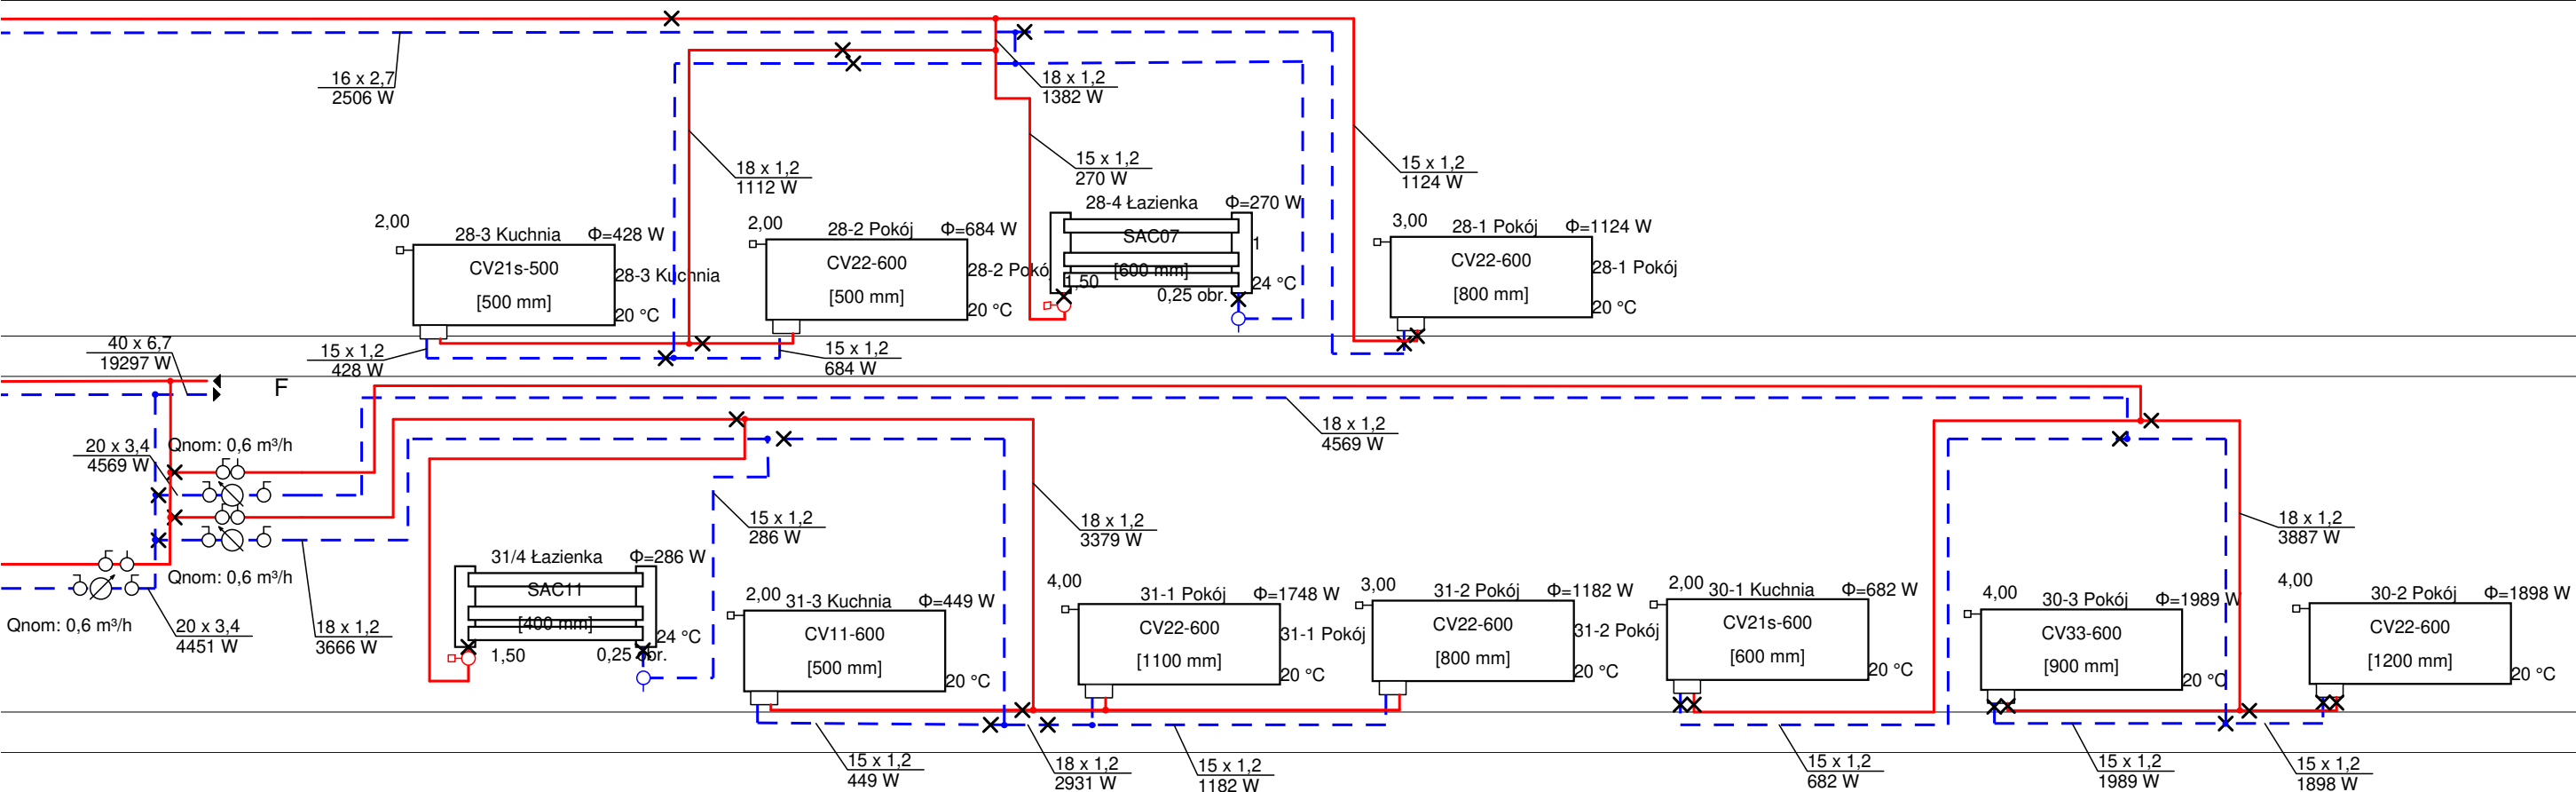 16 x 2,7
2506 W
18 x 1,2
1382 W
18 x 1,2
1112 W
15 x 1,2
270 W
15 x 1,2
1124 W
2,00
28-3 Kuchnia
Φ=428 W
CV21s-500
[500 mm]
28-3 Kuchnia
20 °C
2,00
28-2 Pokój
Φ=684 W
CV22-600
[500 mm]
28-2 Pokó
20 °C
28-4 Łazienka
Φ=270 W
SAC07
[600 mm]
1
1,50
0,25 obr.
24 °C
3,00
28-1 Pokój
Φ=1124 W
CV22-600
[800 mm]
28-1 Pokój
20 °C
40 x 6,7
19297 W
15 x 1,2
428 W
15 x 1,2
684 W
F
18 x 1,2
4569 W
20 x 3,4
4569 W
Qnom: 0,6 m³/h
15 x 1,2
286 W
18 x 1,2
3379 W
18 x 1,2
3887 W
Qnom: 0,6 m³/h
Qnom: 0,6 m³/h
20 x 3,4
4451 W
18 x 1,2
3666 W
31/4 Łazienka
Φ=286 W
SAC11
[400 mm]
24 °C
1,50
0,25 obr.
2,00
31-3 Kuchnia
Φ=449 W
CV11-600
[500 mm]
20 °C
4,00
31-1 Pokój
Φ=1748 W
CV22-600
[1100 mm]
31-1 Pokój
20 °C
3,00
31-2 Pokój
Φ=1182 W
CV22-600
[800 mm]
31-2 Pokój
20 °C
2,00
30-1 Kuchnia
Φ=682 W
CV21s-600
[600 mm]
20 °C
4,00
30-3 Pokój
Φ=1989 W
CV33-600
[900 mm]
20 °C
4,00
30-2 Pokój
Φ=1898 W
CV22-600
[1200 mm]
20 °C
15 x 1,2
449 W
18 x 1,2
2931 W
15 x 1,2
1182 W
15 x 1,2
682 W
15 x 1,2
1989 W
15 x 1,2
1898 W